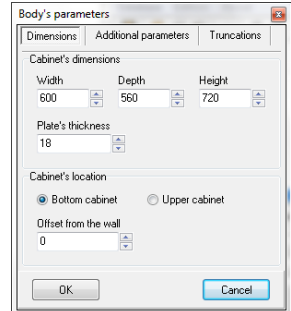 Body's parameters
Dimensions Additional parameters Truncations
Cabinet's dimensions
Width Depth Height
600 560 720
Plate's thickness
18
Cabinet's location
Bottom cabinet Upper cabinet
Offset from the wall
0
OK Cancel